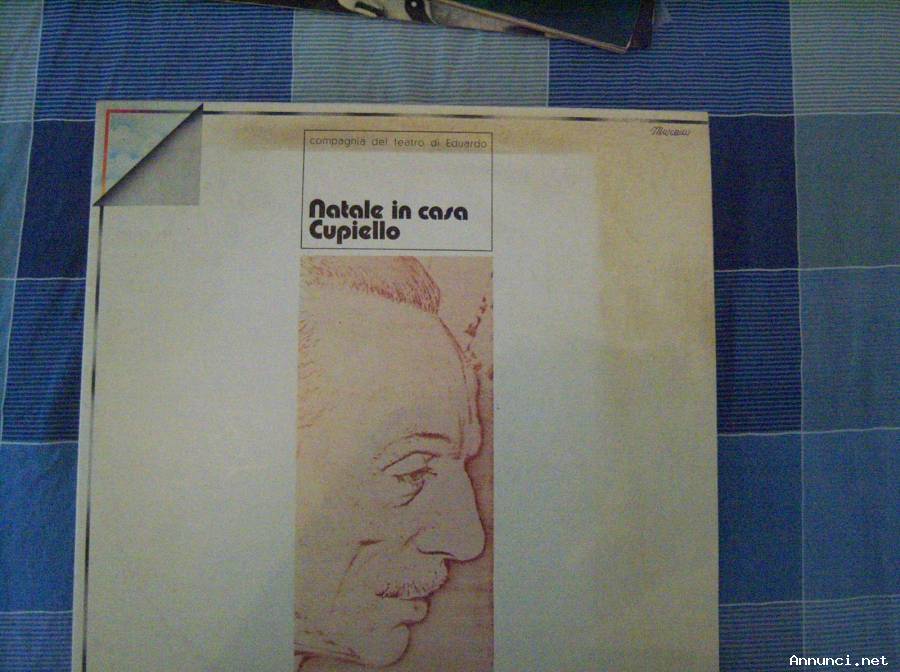 compagnia del teatro di Eduardo
Natale in casa
Cupiello
Annunci.net